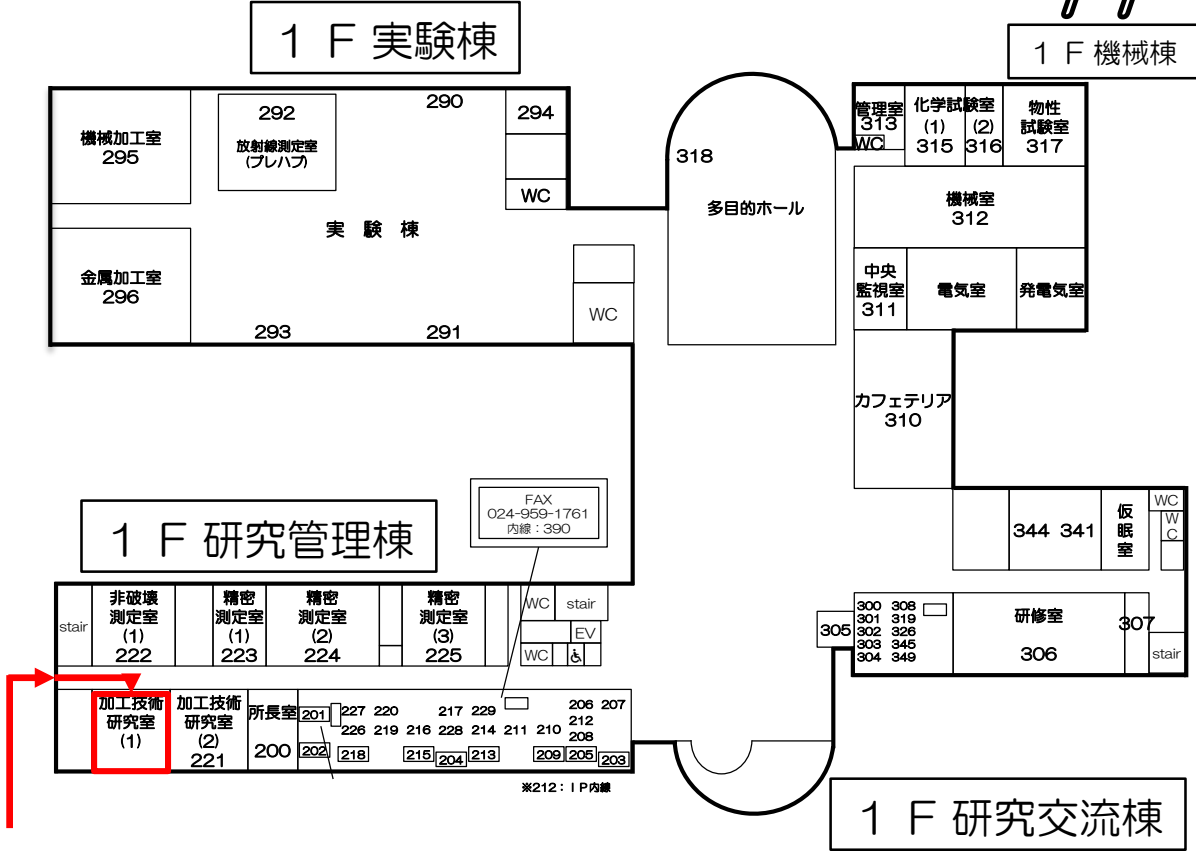 １Ｆ実験棟
１Ｆ機械棟
機械加工室
295
292
放射線測定室
(プレハブ)
290
294
WC
実験棟
金属加工室
296
293
291
WC
318
多目的ホール
管理室
313
WC
化学試験室
(1)
315
(2)
316
物性
試験室
317
機械室
312
中央
監視室
311
電気室
発電気室
カフェテリア
310
FAX
024-959-1761
内線：390
１Ｆ研究管理棟
344 341
仮
眠
室
WC
W
C
stair
非破壊
測定室
(1)
222
精密
測定室
(1)
223
精密
測定室
(2)
224
精密
測定室
(3)
225
WC
stair
EV
WC
300 308
301 319
302 326
303 345
304 349
305
研修室
306
307
stair
加工技術
研究室
(1)
加工技術
研究室
(2)
221
所長室
200
201
227 220 217 229 206 207
212
226 219 216 228 214 211 210 208
202 218 215 204 213 209 205 203
※212：ＩＰ内線
１Ｆ研究交流棟